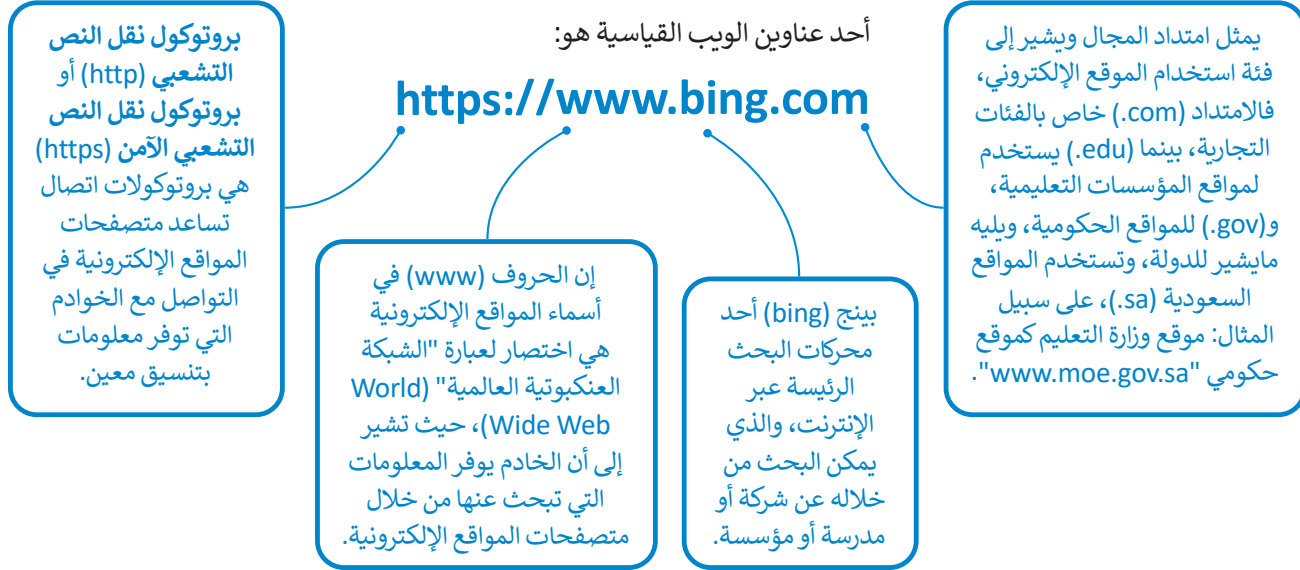 أحد عناوين الويب القياسية هو:
https://www.bing.com
يمثل امتداد المجال ويشير إلى
فئة استخدام الموقع الإلكتروني،
فالامتداد (com.) خاص بالفئات
التجارية، بينما (edu.) يستخدم
لمواقع المؤسسات التعليمية،
و(gov.) للمواقع الحكومية، ويليه
مايشير للدولة، وتستخدم المواقع
السعودية (sa.)، على سبيل
المثال: موقع وزارة التعليم كموقع
حكومي "www.moe.gov.sa".
بينج (bing) أحد
محركات البحث
الرئيسة عبر
الإنترنت، والذي
يمكن البحث من
خلاله عن شركة أو
مدرسة أو مؤسسة.
إن الحروف (www) في
أسماء المواقع الإلكترونية
هي اختصار لعبارة "الشبكة
العنكبوتية العالمية" (World
Wide Web)، حيث تشير
إلى أن الخادم يوفر المعلومات
التي تبحث عنها من خلال
متصفحات المواقع الإلكترونية.
بروتوكول نقل النص
التشعبي (http) أو
بروتوكول نقل النص
التشعبي الآمن (https)
هي بروتوكولات اتصال
تساعد متصفحات
المواقع الإلكترونية في
التواصل مع الخوادم
التي توفر معلومات
بتنسيق معين.